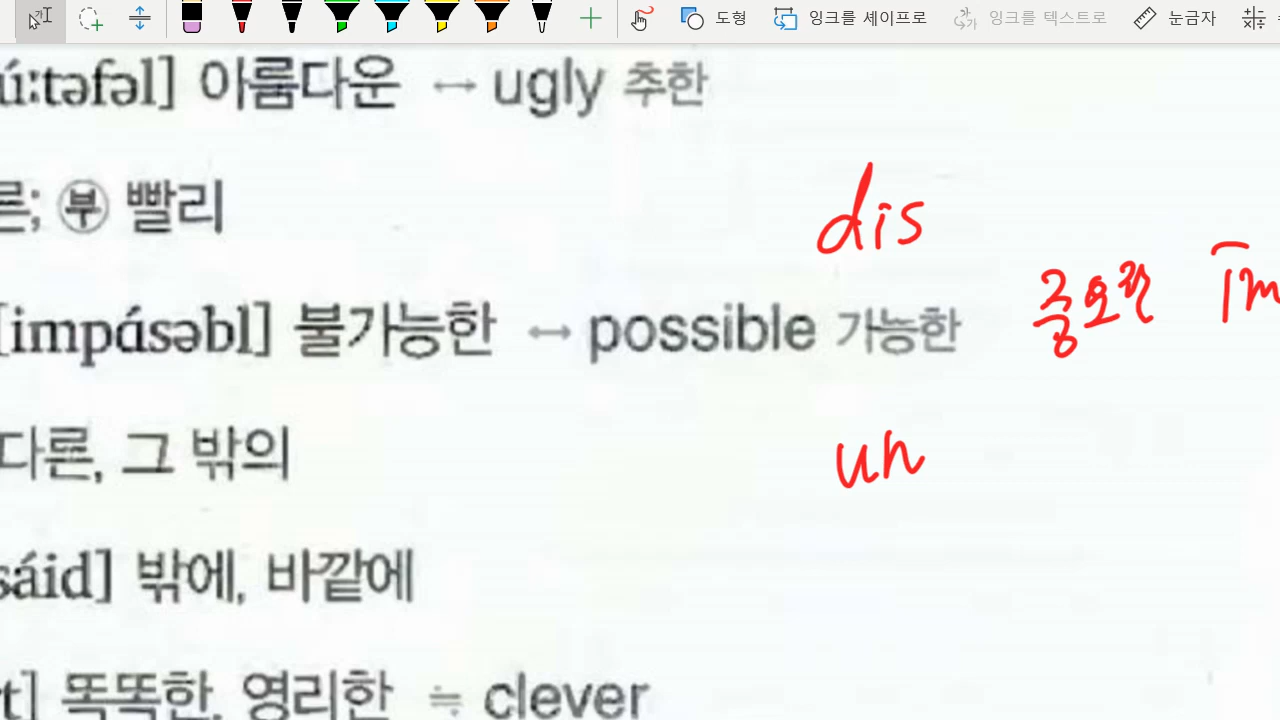 도형 잉크를 셰이프로 잉크를 텍스트로 눈금자
ú:təfəl] 아름다운 ↔ ugly 추한
른; ㉾ 빨리
dis
[impásəbl] 불가능한 ↔ possible 가능한
중요한 im
다른, 그 밖의
un
sáid] 밖에, 바깥에
t] 똑똑한, 영리한 ≒ clever